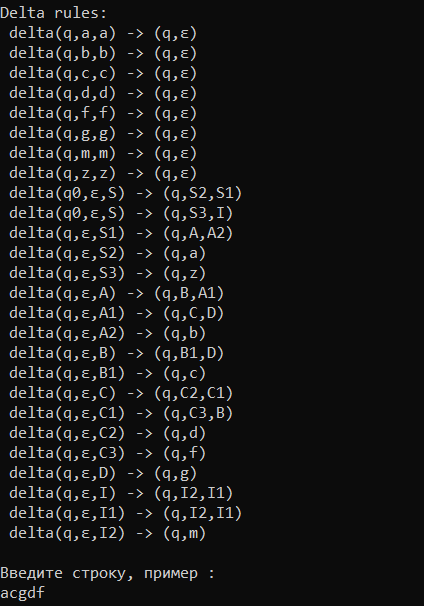 Delta rules:
delta(q,a,a) -> (q,ε)
delta(q,b,b) -> (q,ε)
delta(q,c,c) -> (q,ε)
delta(q,d,d) -> (q,ε)
delta(q,f,f) -> (q,ε)
delta(q,g,g) -> (q,ε)
delta(q,m,m) -> (q,ε)
delta(q,z,z) -> (q,ε)
delta(q0,ε,S) -> (q,S2,S1)
delta(q0,ε,S) -> (q,S3,I)
delta(q,ε,S1) -> (q,A,A2)
delta(q,ε,S2) -> (q,a)
delta(q,ε,S3) -> (q,z)
delta(q,ε,A) -> (q,B,A1)
delta(q,ε,A1) -> (q,C,D)
delta(q,ε,A2) -> (q,b)
delta(q,ε,B) -> (q,B1,D)
delta(q,ε,B1) -> (q,c)
delta(q,ε,C) -> (q,C2,C1)
delta(q,ε,C1) -> (q,C3,B)
delta(q,ε,C2) -> (q,d)
delta(q,ε,C3) -> (q,f)
delta(q,ε,D) -> (q,g)
delta(q,ε,I) -> (q,I2,I1)
delta(q,ε,I1) -> (q,I2,I1)
delta(q,ε,I2) -> (q,m)
Введите строку, пример :
acgdf